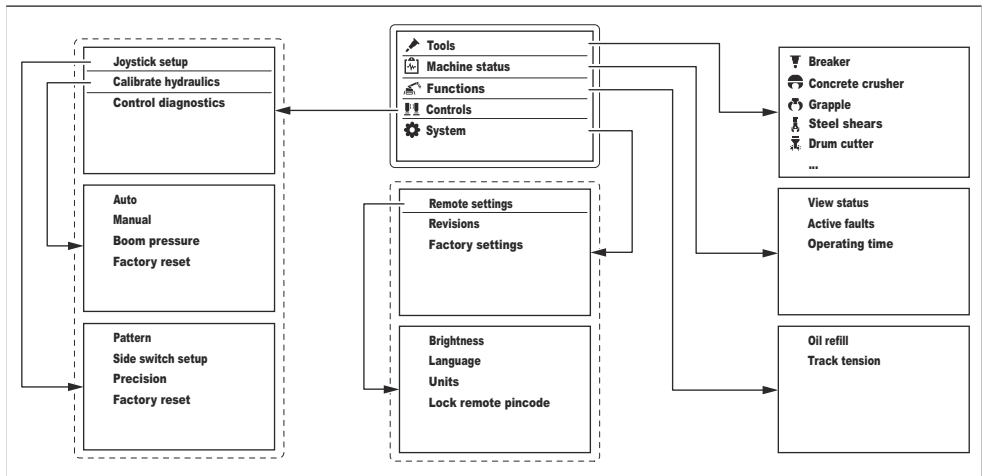 Tools
Machine status
Functions
Controls
System
Joystick setup
Calibrate hydraulics
Control diagnostics
Auto
Manual
Boom pressure
Factory reset
Pattern
Side switch setup
Precision
Factory reset
Remote settings
Revisions
Factory settings
Brightness
Language
Units
Lock remote pincode
Breaker
Concrete crusher
Grapple
Steel shears
Drum cutter
...
View status
Active faults
Operating time
Oil refill
Track tension